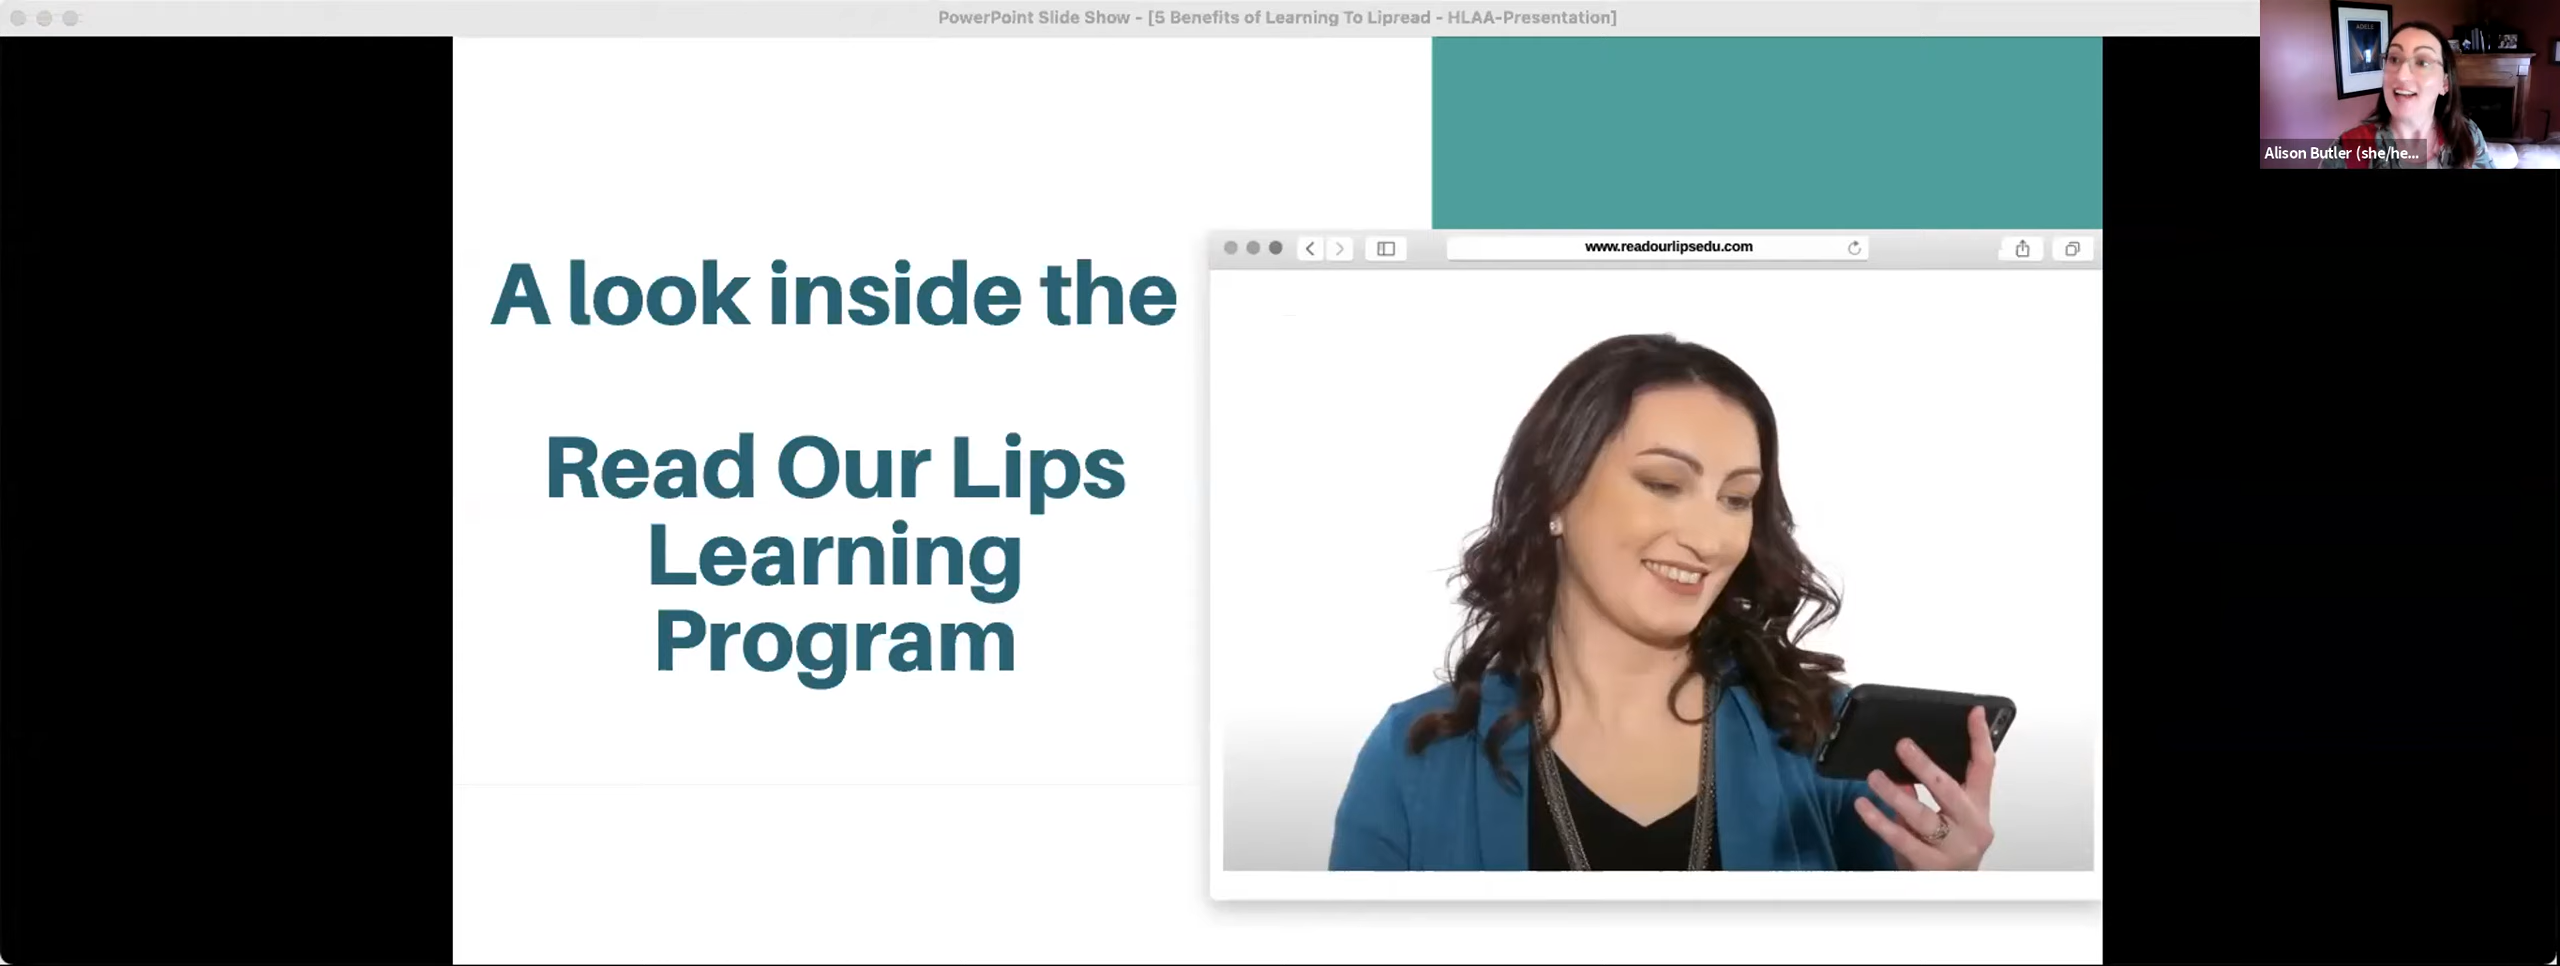 PowerPoint Slide Show - [5 Benefits of Learning To Lipread - HLAA-Presentation]
ADELE
Alison Butler (she/he...
www.readourlipsedu.com
A look inside the
Read Our Lips
Learning
Program